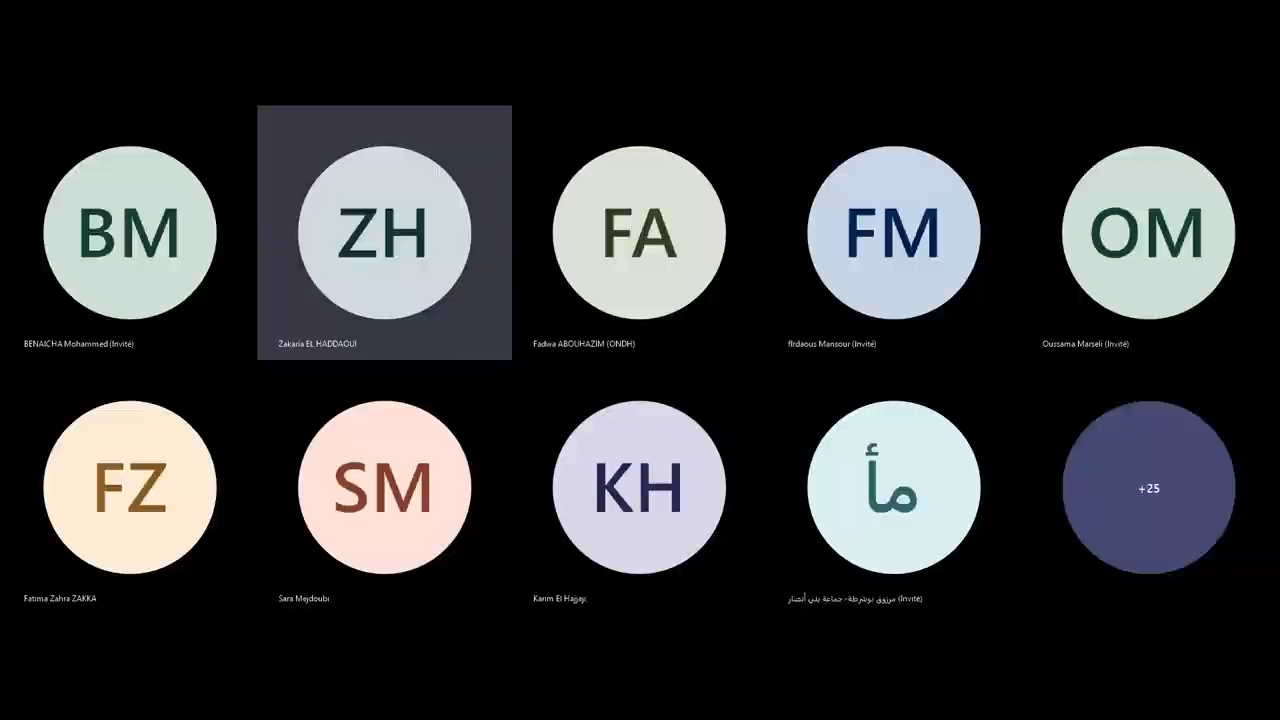 BM
ZH
FA
FM
OM
BENAICHA Mohammed (Invité)
Zakaria EL HADDAOUI
Fadwa ABOUHAZIM (ONDH)
fIrdaous Mansour (Invité)
Oussama Marseli (Invité)
FZ
SM
KH
مأ
+25
Fatima Zahra ZAKKA
Sara Mejdoubi
Karim El Hajjaji
مرزوق بوشرطة- جماعة بني أنصار (Invité)